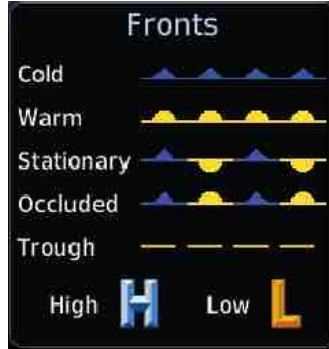 Fronts
Cold
Warm
Stationary
Occluded
Trough
High H Low L